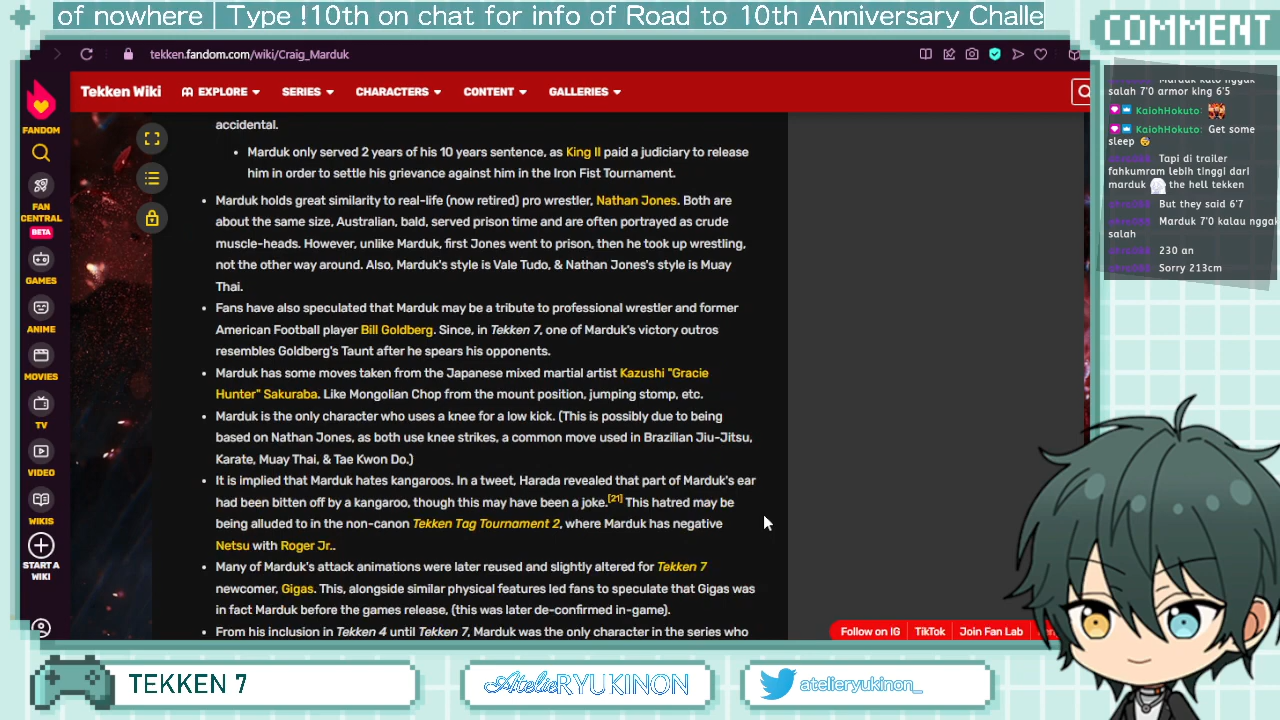 of nowhere | Type !10th on chat for info of Road to 10th Anniversary Challe
COMMENT
tekken.fandom.com/wiki/Craig_Marduk
Tekken Wiki
EXPLORE
SERIES
CHARACTERS
CONTENT
GALLERIES
FANDOM
FAN CENTRAL
BETA
GAMES
ANIME
MOVIES
TV
VIDEO
WIKIS
START A WIKI
accidental.
Marduk only served 2 years of his 10 years sentence, as King II paid a judiciary to release
him in order to settle his grievance against him in the Iron Fist Tournament.
Marduk holds great similarity to real-life (now retired) pro wrestler, Nathan Jones. Both are
about the same size, Australian, bald, served prison time and are often portrayed as crude
muscle-heads. However, unlike Marduk, first Jones went to prison, then he took up wrestling,
not the other way around. Also, Marduk's style is Vale Tudo, & Nathan Jones's style is Muay
Thai.
Fans have also speculated that Marduk may be a tribute to professional wrestler and former
American Football player Bill Goldberg. Since, in Tekken 7, one of Marduk's victory outros
resembles Goldberg's Taunt after he spears his opponents.
Marduk has some moves taken from the Japanese mixed martial artist Kazushi "Gracie
Hunter" Sakuraba. Like Mongolian Chop from the mount position, jumping stomp, etc.
Marduk is the only character who uses a knee for a low kick. (This is possibly due to being
based on Nathan Jones, as both use knee strikes, a common move used in Brazilian Jiu-Jitsu,
Karate, Muay Thai, & Tae Kwon Do.)
It is implied that Marduk hates kangaroos. In a tweet, Harada revealed that part of Marduk's ear
had been bitten off by a kangaroo, though this may have been a joke.[21] This hatred may be
being alluded to in the non-canon Tekken Tag Tournament 2, where Marduk has negative
Netsu with Roger Jr..
Many of Marduk's attack animations were later reused and slightly altered for Tekken 7
newcomer, Gigas. This, alongside similar physical features led fans to speculate that Gigas was
in fact Marduk before the games release, (this was later de-confirmed in-game).
From his inclusion in Tekken 4 until Tekken 7, Marduk was the only character in the series who
Marduk kalo nggak
salah 7'0 armor king 6'5
KaiohHokuto:
KaiohHokuto: Get some
sleep
Tapi di trailer
fahkumram lebih tinggi dari
marduk the hell tekken
But they said 6'7
Marduk 7'0 kalau nggak
salah
230 an
Sorry 213cm
Follow on IG
TikTok
Join Fan Lab
TEKKEN 7
Atelie RYUKINON
atelieryukinon_